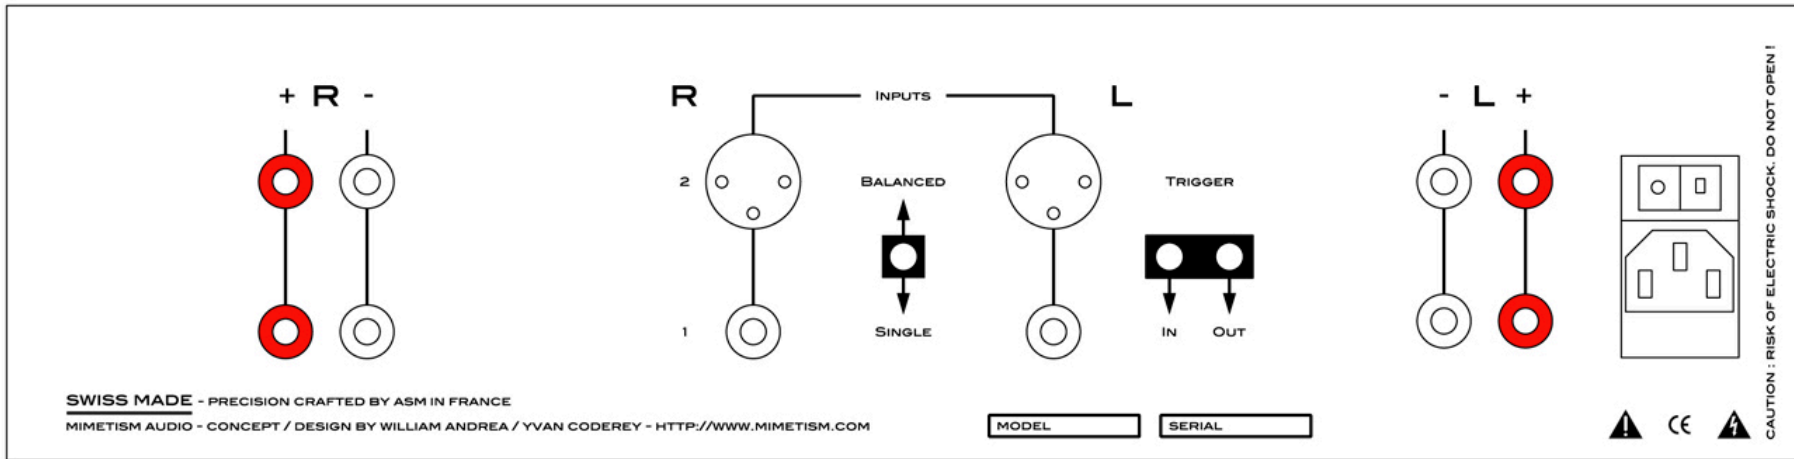 + R -
R
INPUTS
L
- L +
2
BALANCED
TRIGGER
1
SINGLE
IN
OUT
SWISS MADE - PRECISION CRAFTED BY ASM IN FRANCE
MIMETISM AUDIO - CONCEPT / DESIGN BY WILLIAM ANDREA / YVAN CODEREY - HTTP://WWW.MIMETISM.COM
MODEL
SERIAL
CE
CAUTION : RISK OF ELECTRIC SHOCK. DO NOT OPEN !